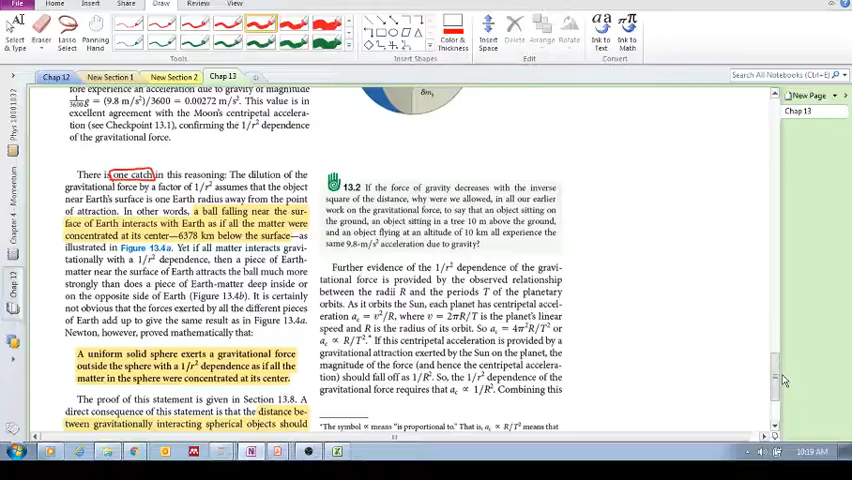 File
Home
Insert
Draw
History
Review
View
Select & Type
Eraser
Lasso Select
Panning Hand
Tools
Color & Thickness
Insert Shapes
Insert Space
Delete
Arrange
Rotate
Edit
Ink to Text
Ink to Math
Convert
Chapter 12
New Section 1
New Section 2
Chap 13
Search All Notebooks (Ctrl+E)
New Page
Chap 13
Phys 10001032
Chapter 4 - Momentum
Chap 12
fore experience an acceleration due to gravity of magnitude
1/3600 g = (9.8 m/s²)/3600 = 0.00272 m/s². This value is in
excellent agreement with the Moon's centripetal accelera-
tion (see Checkpoint 13.1), confirming the 1/r² dependence
of the gravitational force.
There is one catch in this reasoning: The dilution of the
gravitational force by a factor of 1/r² assumes that the object
near Earth's surface is one Earth radius away from the point
of attraction. In other words, a ball falling near the sur-
face of Earth interacts with Earth as if all the matter were
concentrated at its center—6378 km below the surface—as
illustrated in Figure 13.4a. Yet if all matter interacts gravi-
tationally with a 1/r² dependence, then a piece of Earth-
matter near the surface of Earth attracts the ball much more
strongly than does a piece of Earth-matter deep inside or
on the opposite side of Earth (Figure 13.4b). It is certainly
not obvious that the forces exerted by all the different pieces
of Earth add up to give the same result as in Figure 13.4a.
Newton, however, proved mathematically that:
A uniform solid sphere exerts a gravitational force
outside the sphere with a 1/r² dependence as if all the
matter in the sphere were concentrated at its center.
The proof of this statement is given in Section 13.8. A
direct consequence of this statement is that the distance be-
tween gravitationally interacting spherical objects should
δm₁
13.2 If the force of gravity decreases with the inverse
square of the distance, why were we allowed, in all our earlier
work on the gravitational force, to say that an object sitting on
the ground, an object sitting in a tree 10 m above the ground,
and an object flying at an altitude of 10 km all experience the
same 9.8-m/s² acceleration due to gravity?
Further evidence of the 1/r² dependence of the gravi-
tational force is provided by the observed relationship
between the radii R and the periods T of the planetary
orbits. As it orbits the Sun, each planet has centripetal accel-
eration a꜀ = v²/R, where v = 2πR/T is the planet's linear
speed and R is the radius of its orbit. So a꜀ = 4π²R/T² or
a꜀ ∝ R/T².* If this centripetal acceleration is provided by a
gravitational attraction exerted by the Sun on the planet, the
magnitude of the force (and hence the centripetal accelera-
tion) should fall off as 1/R². So, the 1/r² dependence of the
gravitational force requires that a꜀ ∝ 1/R². Combining this
*The symbol ∝ means "is proportional to." That is, a꜀ ∝ R/T² means that
10:19 AM